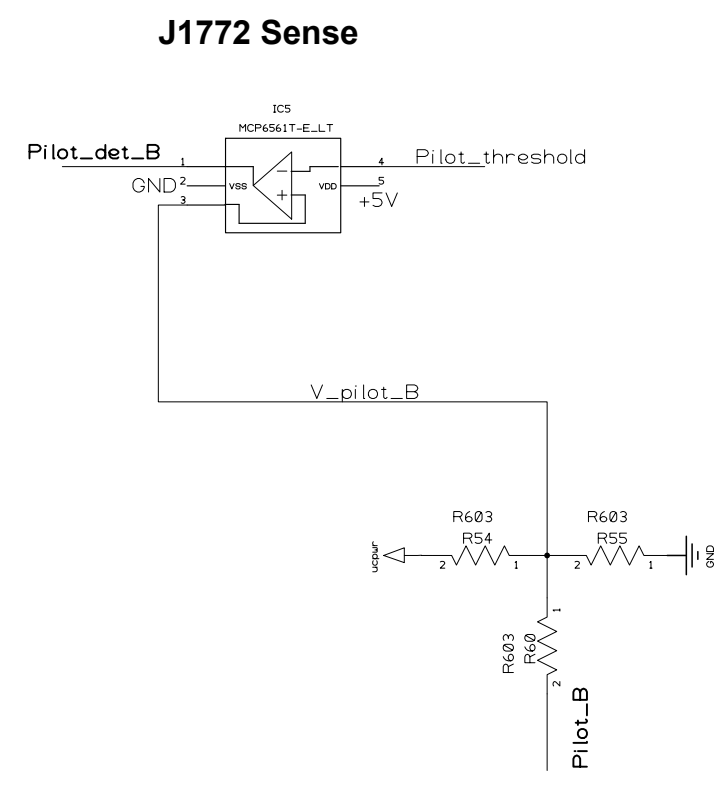 J1772 Sense
IC5
MCP6561T-E_LT
Pilot_det_B
1
4
Pilot_threshold
GND
2
VSS
VDD
5
+5V
3
-
+
V_pilot_B
R603
R54
R603
R55
ucpwr
2
1
2
1
GND
1
R603
R60
2
Pilot_B